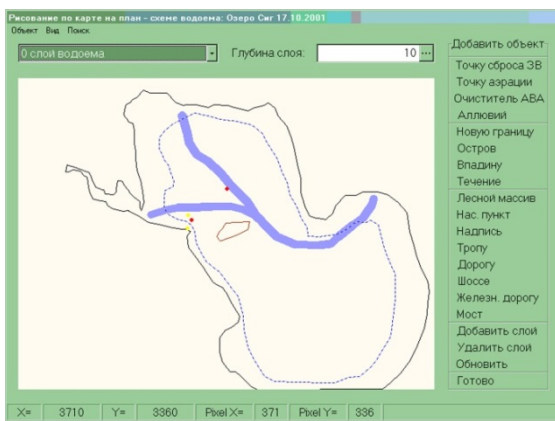 Рисование по карте на план - схеме водоема: Озеро Сиг 17.10.2001
Объект Вид Поиск
0 слой водоема
Глубина слоя: 10 ...
Добавить объект:
Точку сброса ЗВ
Точку аэрации
Очиститель АВА
Аллювий
Новую границу
Остров
Впадину
Течение
Лесной массив
Нас. пункт
Надпись
Тропу
Дорогу
Шоссе
Железн. дорогу
Мост
Добавить слой
Удалить слой
Обновить
Готово
X= 3710 Y= 3360 Pixel X= 371 Pixel Y= 336